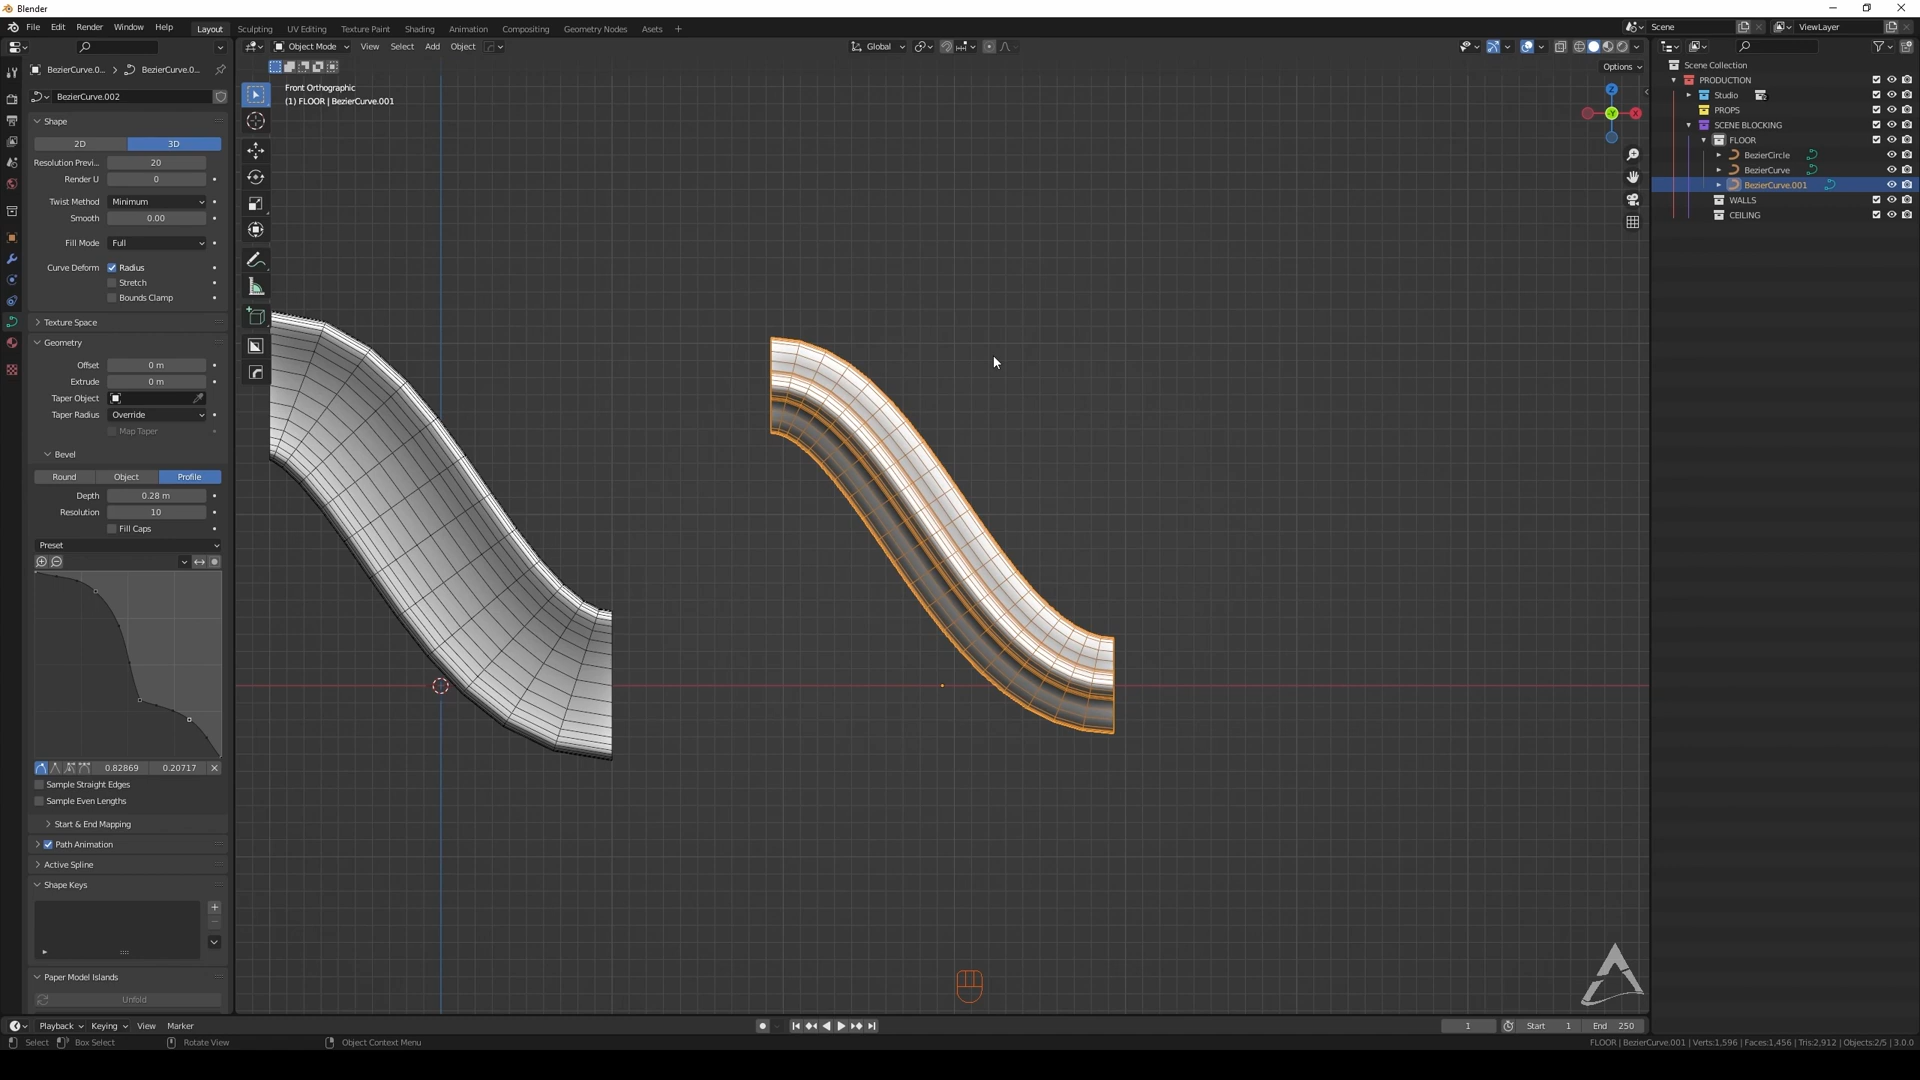 Blender
File Edit Render Window Help
Layout Sculpting UV Editing Texture Paint Shading Animation Compositing Geometry Nodes Assets +
Scene
ViewLayer
Object Mode View Select Add Object
Global
Options
BezierCurve.0... > BezierCurve.0...
BezierCurve.002
Shape
2D 3D
Resolution Previ... 20
Render U 0
Twist Method Minimum
Smooth 0.00
Fill Mode Full
Curve Deform Radius
Stretch
Bounds Clamp
Texture Space
Geometry
Offset 0 m
Extrude 0 m
Taper Object
Taper Radius Override
Map Taper
Bevel
Round Object Profile
Depth 0.28 m
Resolution 10
Fill Caps
Preset
0.82869 0.20717
Sample Straight Edges
Sample Even Lengths
Start & End Mapping
Path Animation
Active Spline
Shape Keys
Paper Model Islands
Unfold
Front Orthographic
(1) FLOOR | BezierCurve.001
Z
Y
X
Scene Collection
PRODUCTION
Studio
PROPS
SCENE BLOCKING
FLOOR
BezierCircle
BezierCurve
BezierCurve.001
WALLS
CEILING
Playback Keying View Marker
1 Start 1 End 250
Select Box Select Rotate View Object Context Menu
FLOOR | BezierCurve.001 | Verts:1,596 | Faces:1,456 | Tris:2,912 | Objects:2/5 | 3.0.0